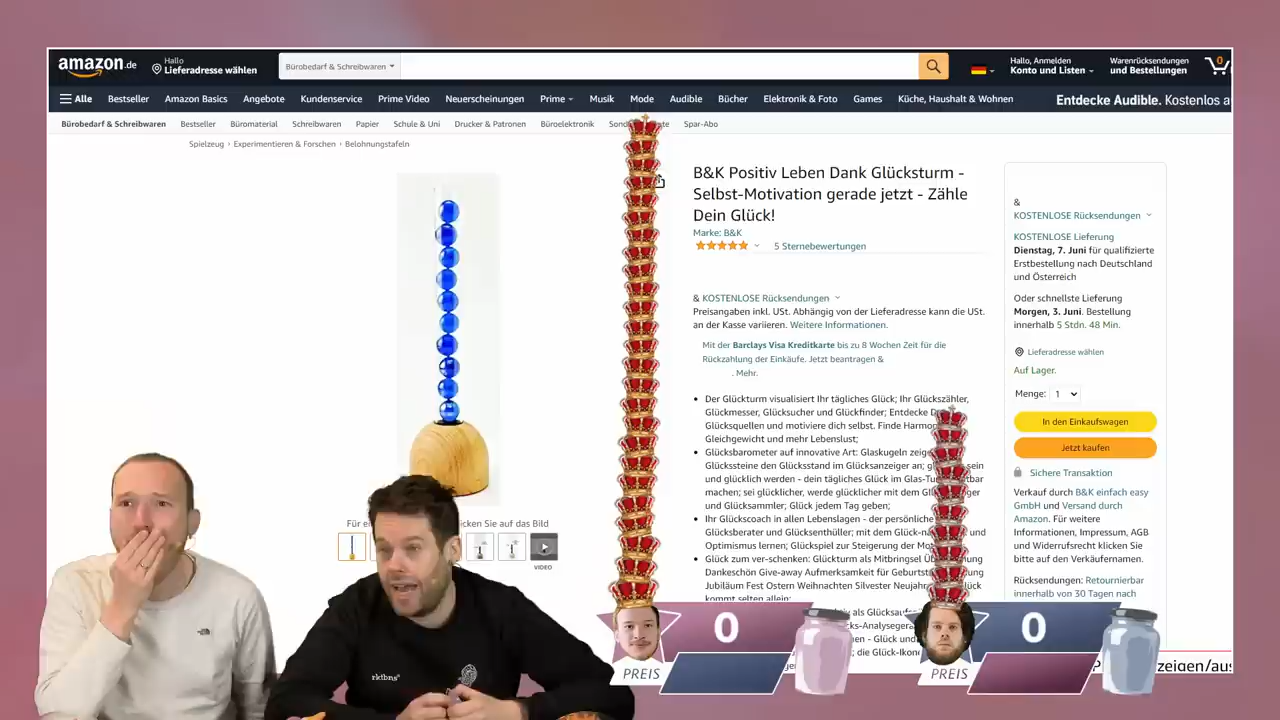 amazon.de
Hallo
Lieferadresse wählen
Bürobedarf & Schreibwaren
Hallo, Anmelden
Konto und Listen
Warenrücksendungen
und Bestellungen
0
Alle
Bestseller
Amazon Basics
Angebote
Kundenservice
Prime Video
Neuerscheinungen
Prime
Musik
Mode
Audible
Bücher
Elektronik & Foto
Games
Küche, Haushalt & Wohnen
Entdecke Audible. Kostenlos a
Bürobedarf & Schreibwaren
Bestseller
Büromaterial
Schreibwaren
Papier
Schule & Uni
Drucker & Patronen
Büroelektronik
Spar-Abo
Spielzeug › Experimentieren & Forschen › Belohnungstafeln
B&K Positiv Leben Dank Glücksturm -
Selbst-Motivation gerade jetzt - Zähle
Dein Glück!
Marke: B&K
5 Sternebewertungen
& KOSTENLOSE Rücksendungen
Preisangaben inkl. USt. Abhängig von der Lieferadresse kann die USt.
an der Kasse variieren. Weitere Informationen.
Mit der Barclays Visa Kreditkarte bis zu 8 Wochen Zeit für die
Rückzahlung der Einkäufe. Jetzt beantragen &
. Mehr.
• Der Glückturm visualisiert Ihr tägliches Glück; Ihr Glückszähler,
Glückmesser, Glücksucher und Glückfinder; Entdecke
Glücksquellen und motiviere dich selbst. Finde
Gleichgewicht und mehr Lebenslust;
• Glücksbarometer auf innovative Art: Glaskugeln
Glückssteine den Glücksstand im Glücksanzeiger an; sein
und glücklich werden - dein tägliches Glück im
machen; sei glücklicher, werde glücklicher mit dem
und Glücksammler; Glück jedem Tag geben;
• Ihr Glückscoach in allen Lebenslagen - der persönliche
Glücksberater und Glücksenthüller; mit dem und
Optimismus lernen; Glückspiel zur Steigerung der
• Glück zum ver-schenken: Glücktürm als Mitbringsel
Dankeschön Give-away Aufmerksamkeit für
Jubiläum Fest Ostern Weihnachten Silvester
kommt selten allein;
&
KOSTENLOSE Rücksendungen
KOSTENLOSE Lieferung
Dienstag, 7. Juni für qualifizierte
Erstbestellung nach Deutschland
und Österreich
Oder schnellste Lieferung
Morgen, 3. Juni. Bestellung
innerhalb 5 Stdn. 48 Min.
Lieferadresse wählen
Auf Lager.
Menge: 1
In den Einkaufswagen
Jetzt kaufen
Sichere Transaktion
Verkauf durch B&K einfach easy
GmbH und Versand durch
Amazon. Für weitere
Informationen, Impressum, AGB
und Widerrufsrecht klicken Sie
bitte auf den Verkäufernamen.
Rücksendungen: Retournierbar
innerhalb von 30 Tagen nach
Sie auf das Bild
VIDEO
0
PREIS
0
PREIS
zeigen/aus
rkibns